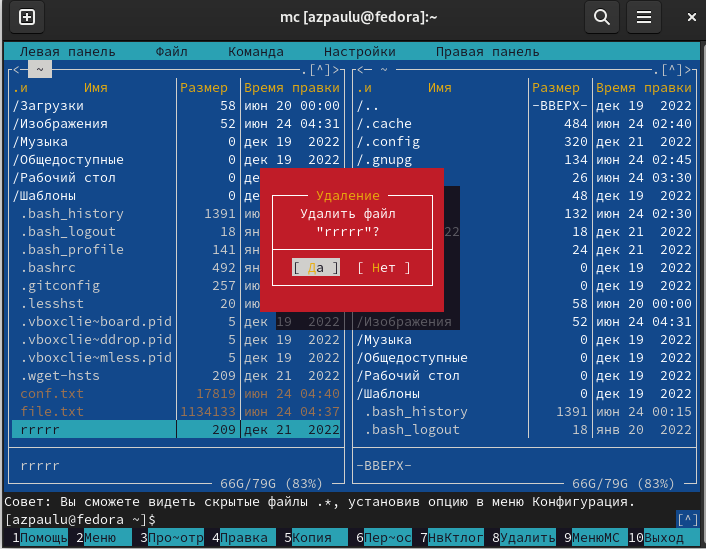 mc [azpaulu@fedora]:~
Левая панель Файл Команда Настройки Правая панель
<─ ~ .[^]> <─ ~ .[^]>
.и Имя Размер Время правки .и Имя Размер Время правки
/Загрузки 58 июн 20 00:00 /.. -ВВЕРХ- дек 19 2022
/Изображения 52 июн 24 04:31 /.cache 484 июн 24 02:40
/Музыка 0 дек 19 2022 /.config 320 дек 21 2022
/Общедоступные 0 дек 19 2022 /.gnupg 134 июн 24 02:45
/Рабочий стол 0 де 26 июн 24 03:30
/Шаблоны 0 де Удаление 48 дек 19 2022
.bash_history 1391 ию Удалить файл 132 июн 24 02:30
.bash_logout 18 ян "rrrrr"? 22 18 дек 21 2022
.bash_profile 141 ян 24 дек 21 2022
.bashrc 492 ян [ Да ] [ Нет ] 0 дек 19 2022
.gitconfig 257 ию 0 дек 19 2022
.lesshst 20 ию 58 июн 20 00:00
.vboxclie~board.pid 5 дек 19 2022 /Изображения 52 июн 24 04:31
.vboxclie~ddrop.pid 5 дек 19 2022 /Музыка 0 дек 19 2022
.vboxclie~mless.pid 5 дек 19 2022 /Общедоступные 0 дек 19 2022
.wget-hsts 209 дек 21 2022 /Рабочий стол 0 дек 19 2022
conf.txt 17819 июн 24 04:40 /Шаблоны 0 дек 19 2022
file.txt 1134133 июн 24 04:37 .bash_history 1391 июн 24 00:15
rrrrr 209 дек 21 2022 .bash_logout 18 янв 20 2022
rrrrr -ВВЕРХ-
66G/79G (83%) 66G/79G (83%)
Совет: Вы сможете видеть скрытые файлы .*, установив опцию в меню Конфигурация.
[azpaulu@fedora ~]$ [^]
1Помощь 2Меню 3Про~отр 4Правка 5Копия 6Пер~ос 7НвКтлог 8Удалить 9МенюMC 10Выход